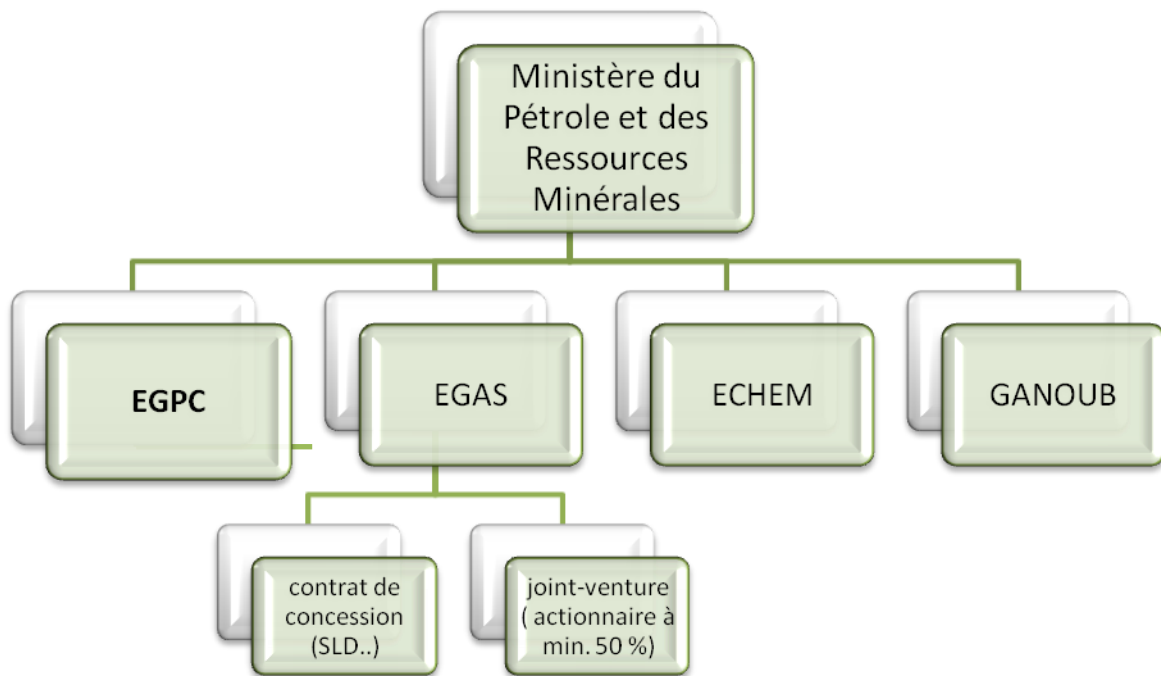 Ministère du
Pétrole et des
Ressources
Minérales
EGPC
EGAS
ECHEM
GANOUB
contrat de
concession
(SLD..)
joint-venture
( actionnaire à
min. 50 %)